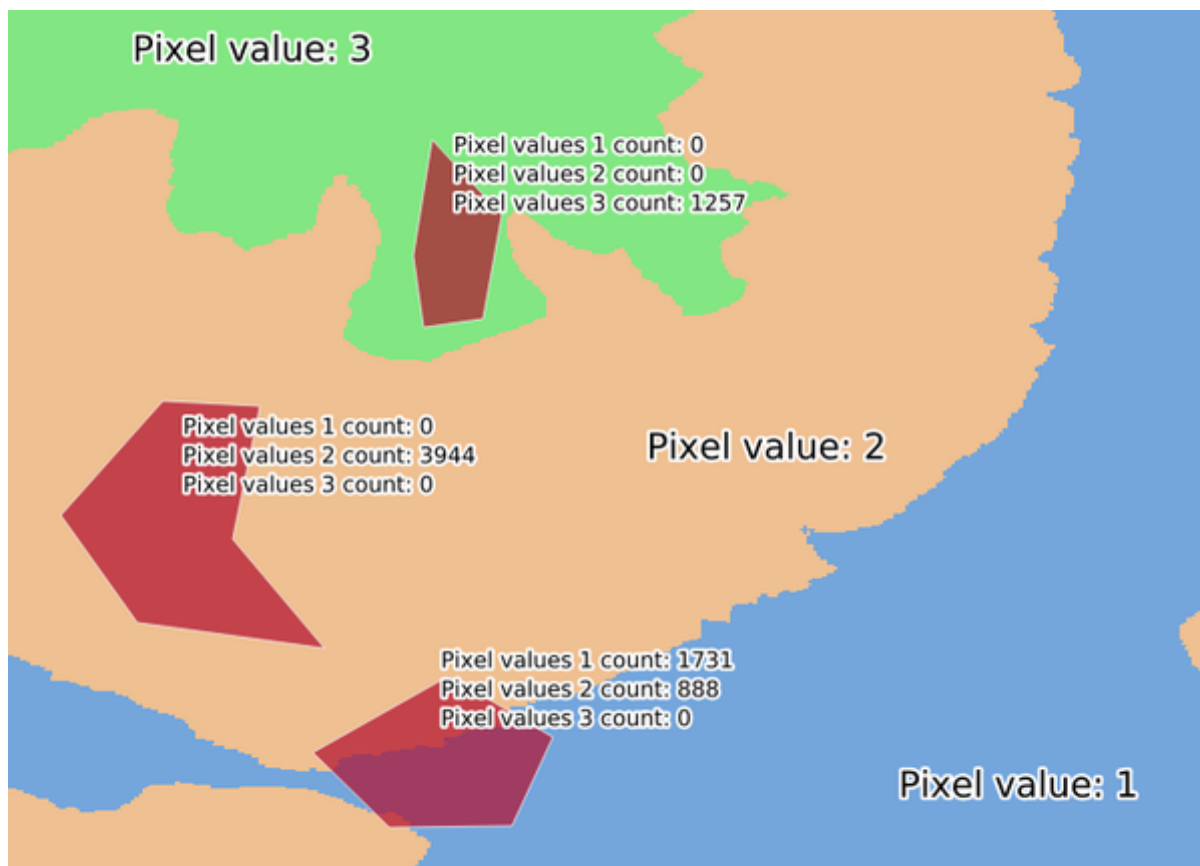 Pixel value: 3
Pixel values 1 count: 0
Pixel values 2 count: 0
Pixel values 3 count: 1257
Pixel values 1 count: 0
Pixel values 2 count: 3944
Pixel values 3 count: 0
Pixel value: 2
Pixel values 1 count: 1731
Pixel values 2 count: 888
Pixel values 3 count: 0
Pixel value: 1